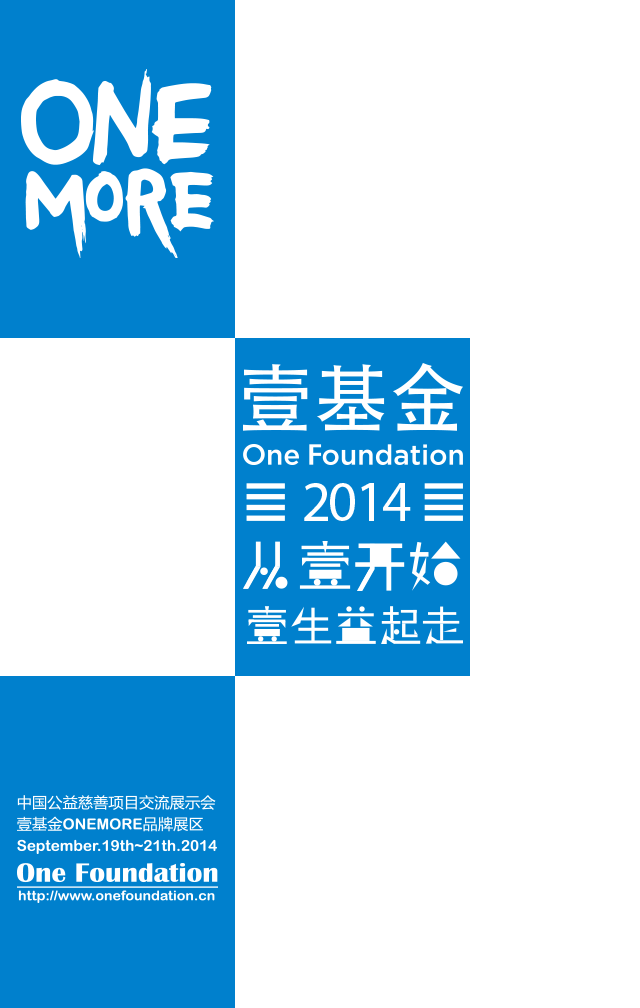 ONE
MORE
壹基金
One Foundation
2014
从壹开始
壹生益起走
中国公益慈善项目交流展示会
壹基金ONEMORE品牌展区
September.19th~21th.2014
One Foundation
http://www.onefoundation.cn